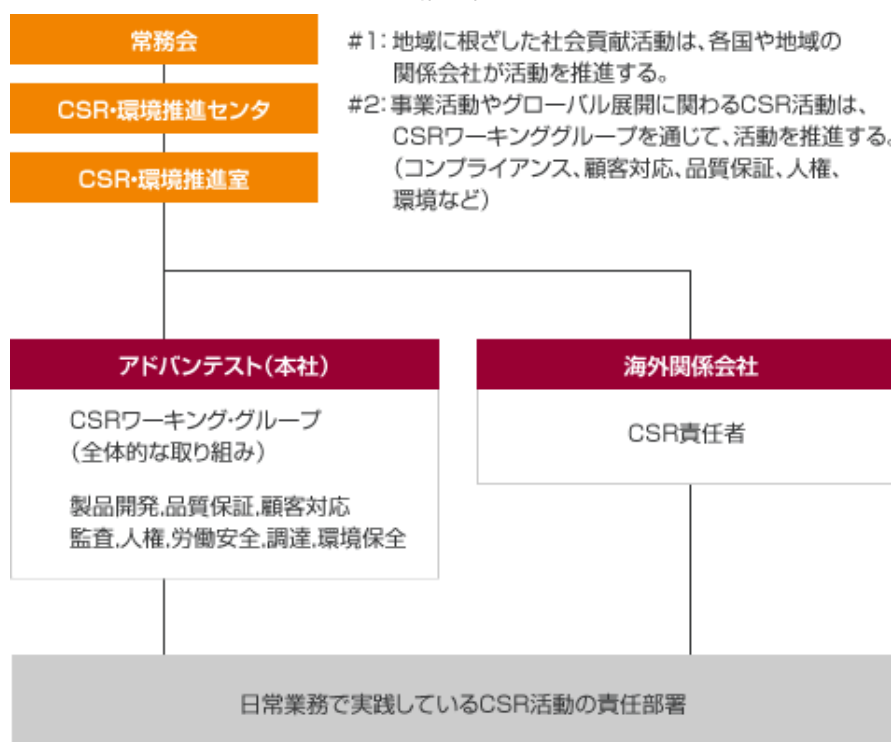 常務会
CSR・環境推進センタ
CSR・環境推進室
#1：地域に根ざした社会貢献活動は、各国や地域の
関係会社が活動を推進する。
#2：事業活動やグローバル展開に関わるCSR活動は、
CSRワーキンググループを通じて、活動を推進する。
（コンプライアンス、顧客対応、品質保証、人権、
環境など）
アドバンテスト（本社）
CSRワーキング・グループ
（全体的な取り組み）
製品開発,品質保証,顧客対応
監査,人権,労働安全,調達,環境保全
海外関係会社
CSR責任者
日常業務で実践しているCSR活動の責任部署